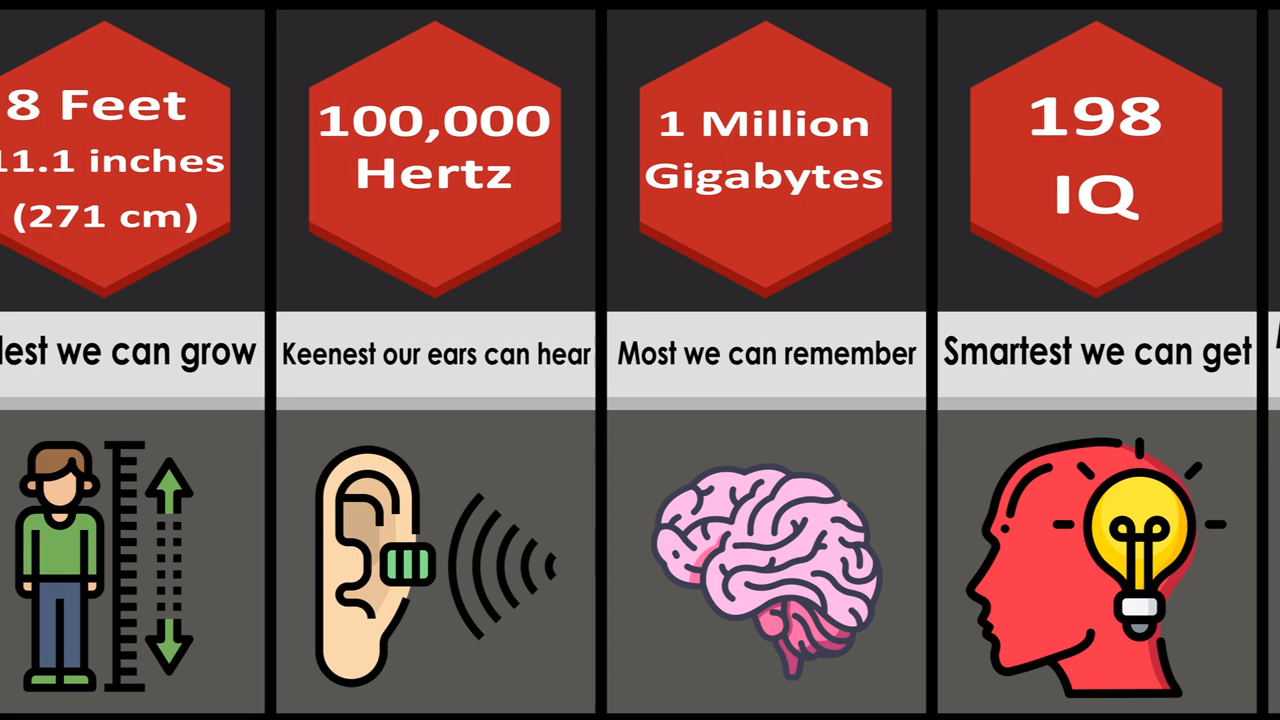 8 Feet
11.1 inches
(271 cm)
lest we can grow
100,000
Hertz
Keenest our ears can hear
1 Million
Gigabytes
Most we can remember
198
IQ
Smartest we can get